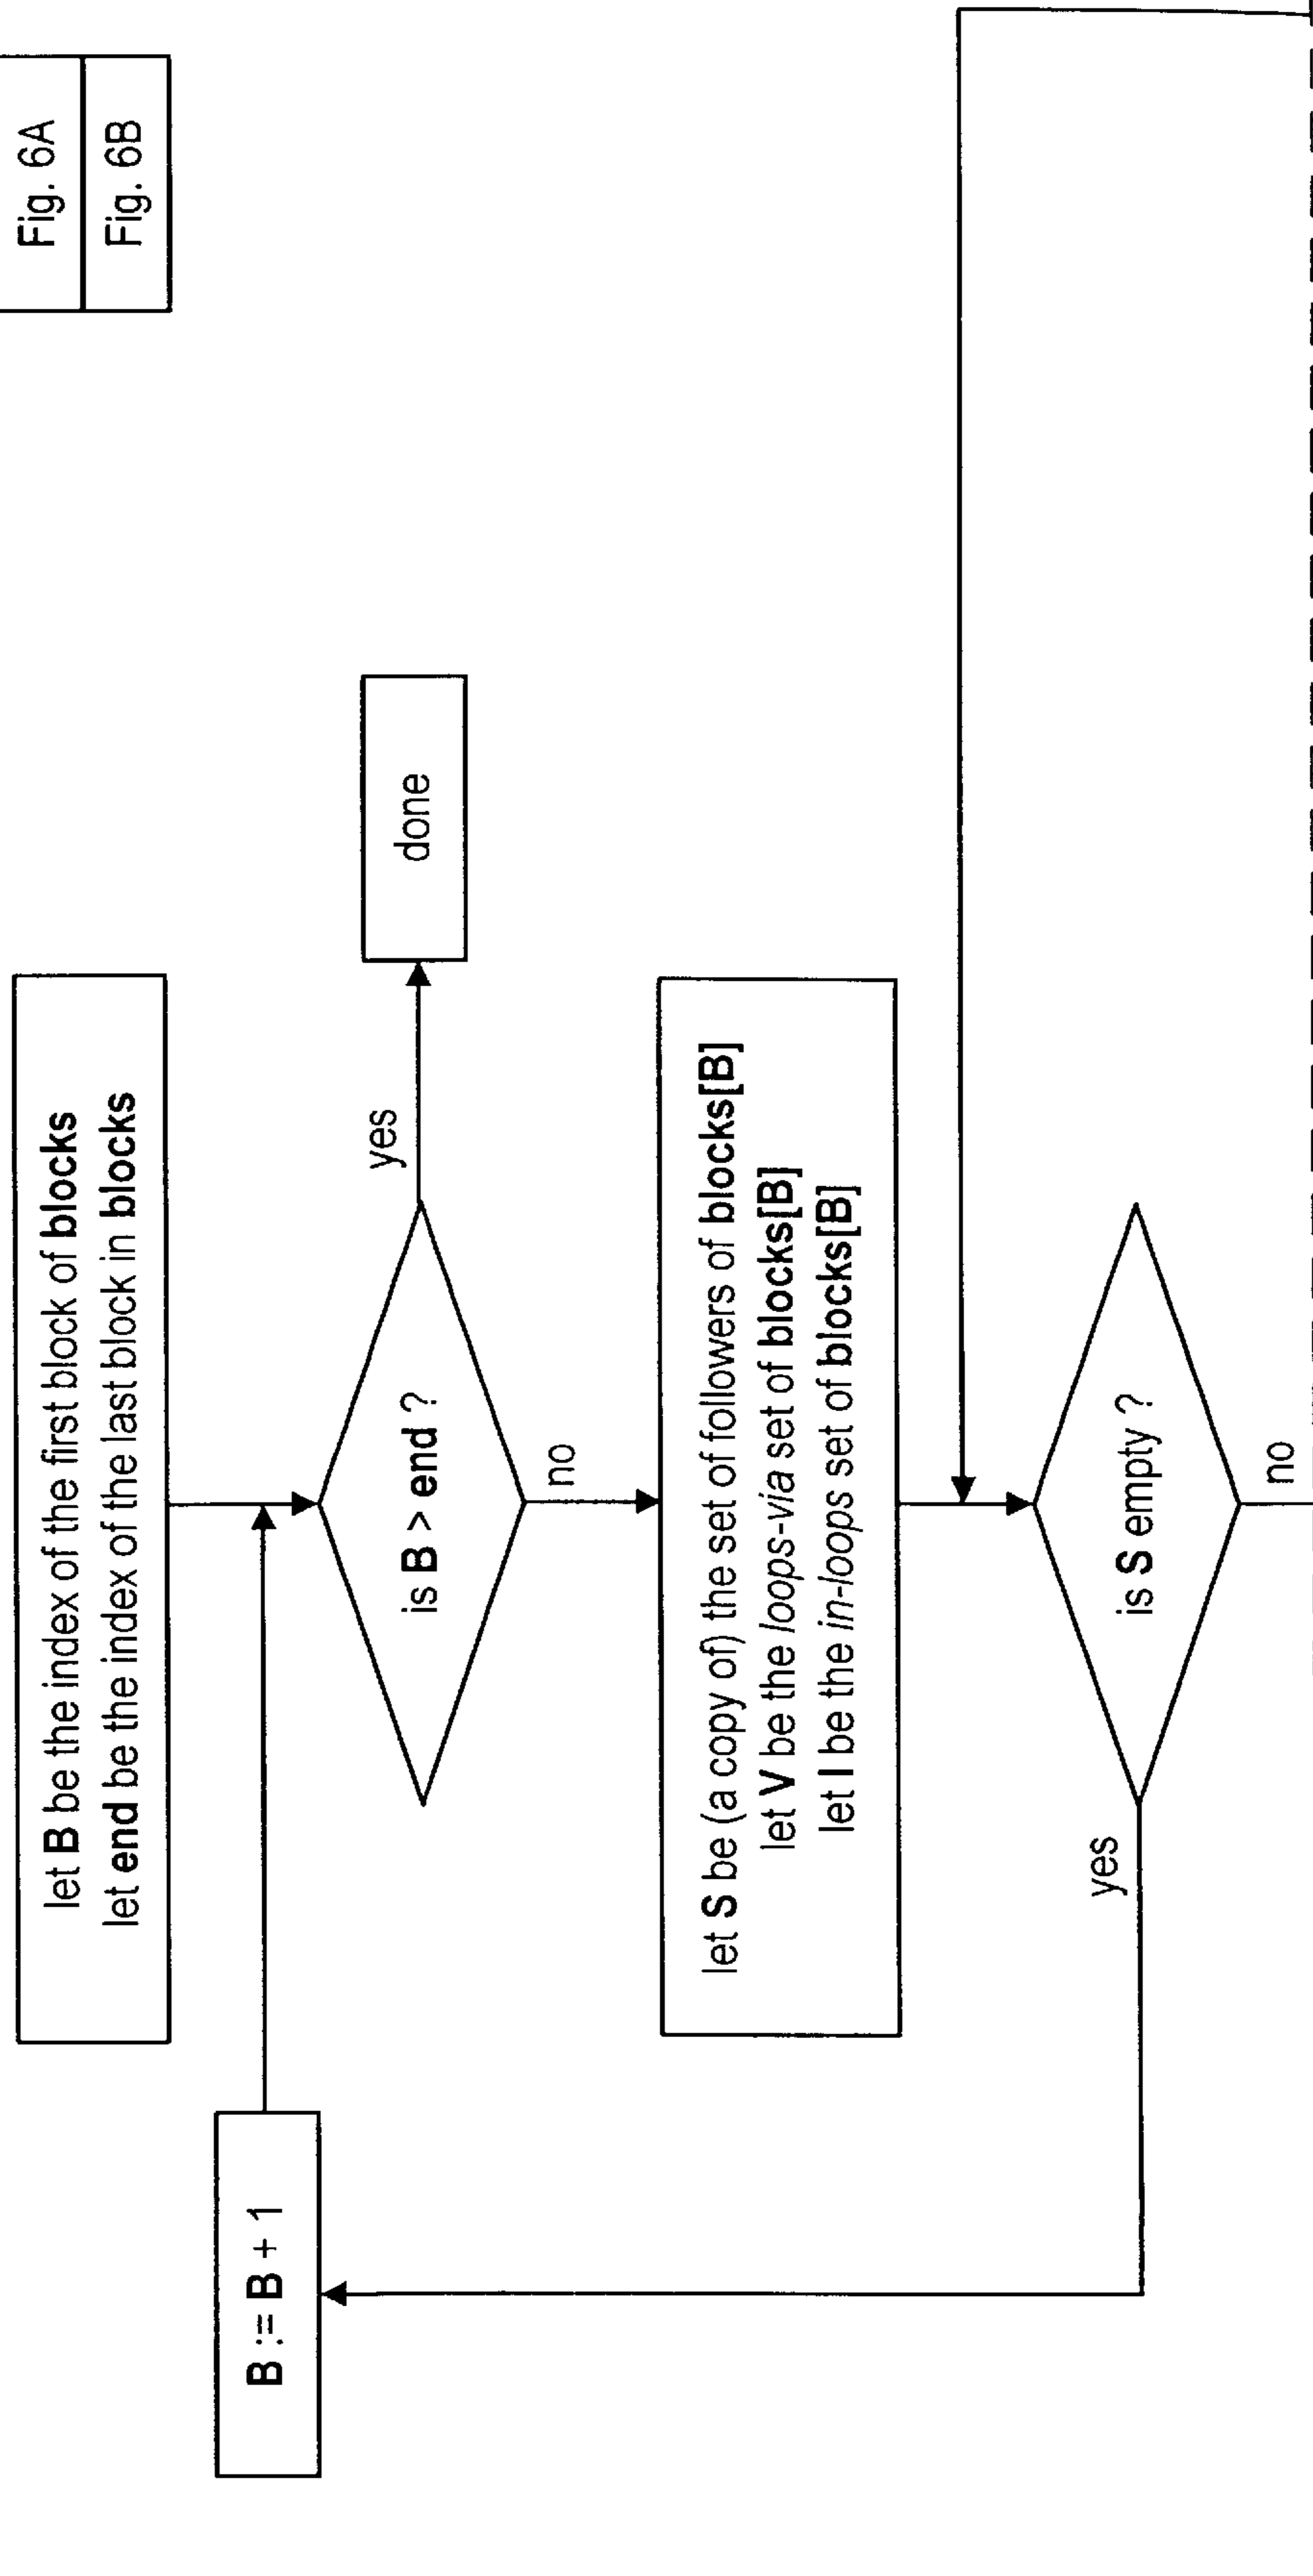 Fig. 6A
Fig. 6B
let B be the index of the first block of blocks
let end be the index of the last block in blocks
B := B + 1
is B > end ?
yes
done
no
let S be (a copy of) the set of followers of blocks[B]
let V be the loops-via set of blocks[B]
let I be the in-loops set of blocks[B]
yes
is S empty ?
no